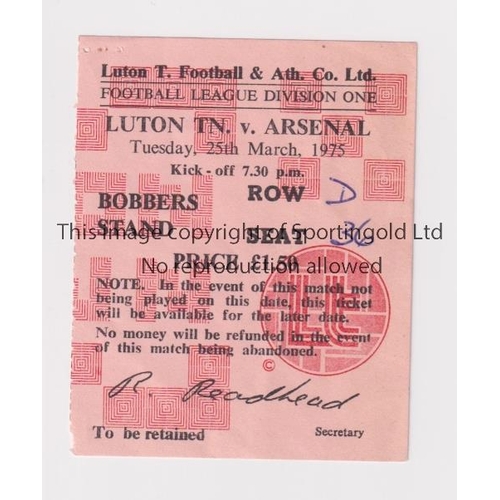 Luton T. Football & Ath. Co. Ltd.
FOOTBALL LEAGUE DIVISION ONE
LUTON TN. v. ARSENAL
Tuesday, 25th March, 1975
Kick-off 7.30 p.m.
BOBBERS STAND
ROW D
SEAT 36
This image copyright of Sportingold Ltd
No reproduction allowed
PRICE £1.50
NOTE. In the event of this match not
being played on this date, this ticket
will be available for the later date.
No money will be refunded in the event
of this match being abandoned.
©
R. Readhead
To be retained Secretary